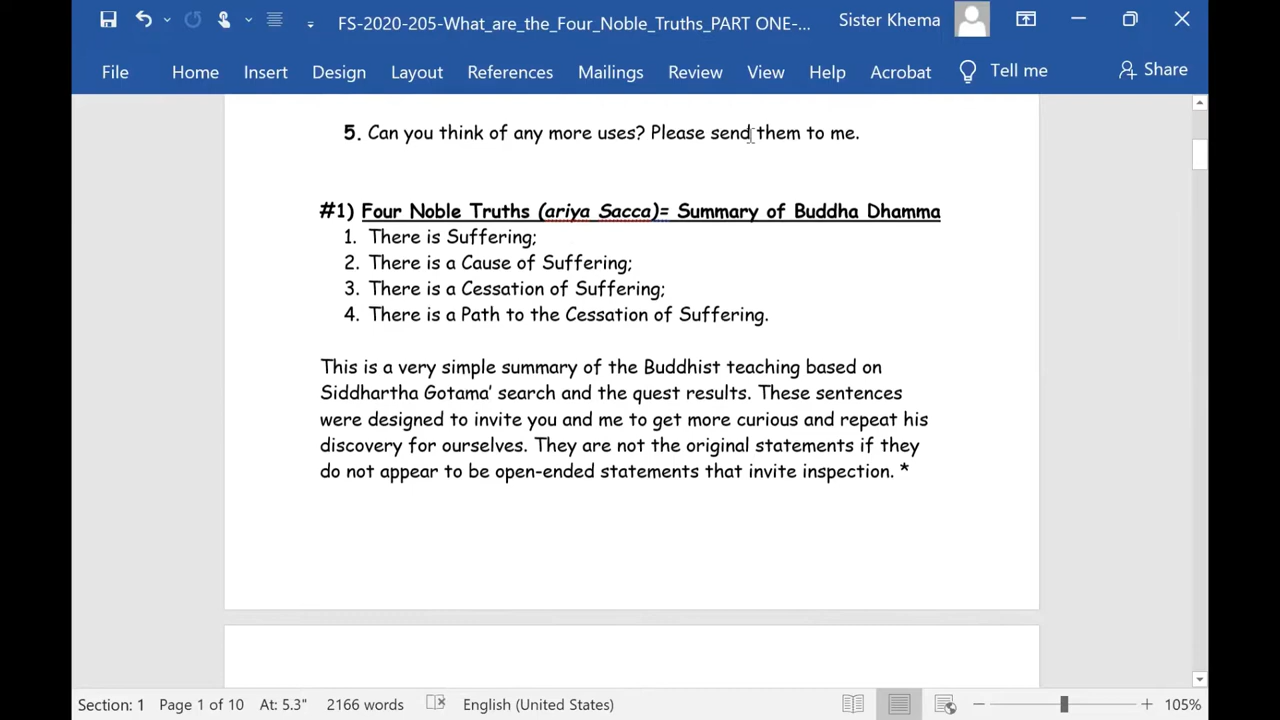 FS-2020-205-What_are_the_Four_Noble_Truths_PART ONE-...
Sister Khema
File Home Insert Design Layout References Mailings Review View Help Acrobat Tell me Share
5. Can you think of any more uses? Please send them to me.
#1) Four Noble Truths (ariya Sacca)= Summary of Buddha Dhamma
1. There is Suffering;
2. There is a Cause of Suffering;
3. There is a Cessation of Suffering;
4. There is a Path to the Cessation of Suffering.
This is a very simple summary of the Buddhist teaching based on
Siddhartha Gotama' search and the quest results. These sentences
were designed to invite you and me to get more curious and repeat his
discovery for ourselves. They are not the original statements if they
do not appear to be open-ended statements that invite inspection. *
Section: 1 Page 1 of 10 At: 5.3" 2166 words English (United States) 105%